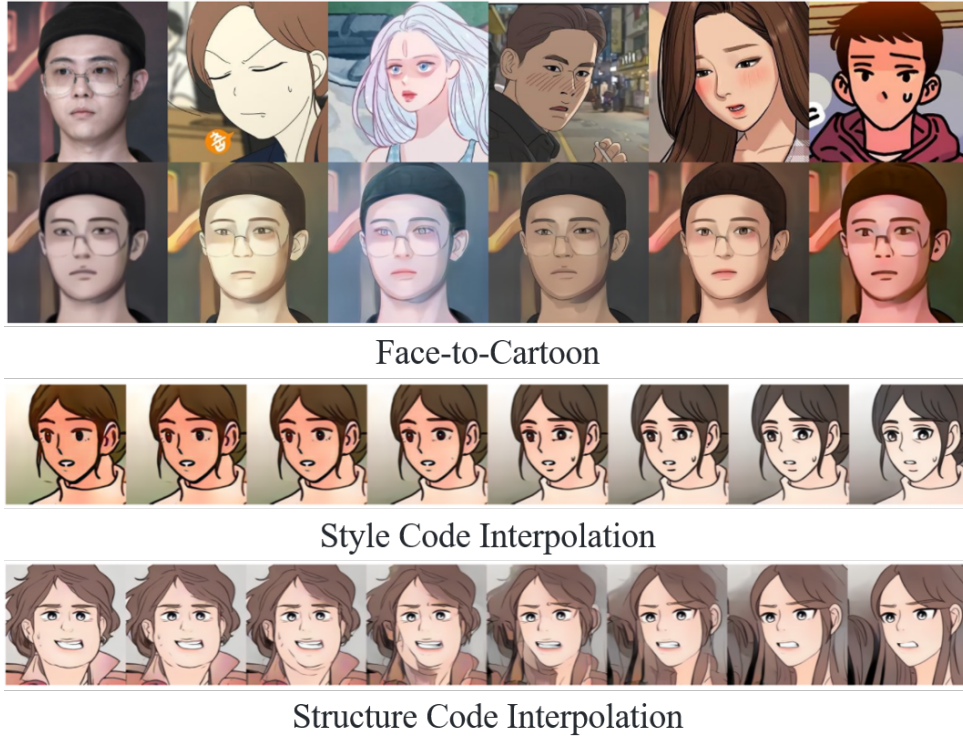 Face-to-Cartoon
Style Code Interpolation
Structure Code Interpolation